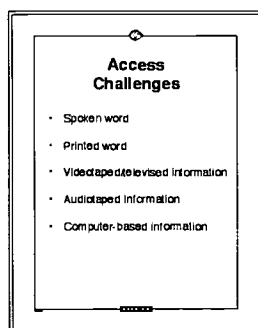 Access
Challenges
· Spoken word
· Printed word
· Videotaped/televised information
· Audiotaped information
· Computer-based information